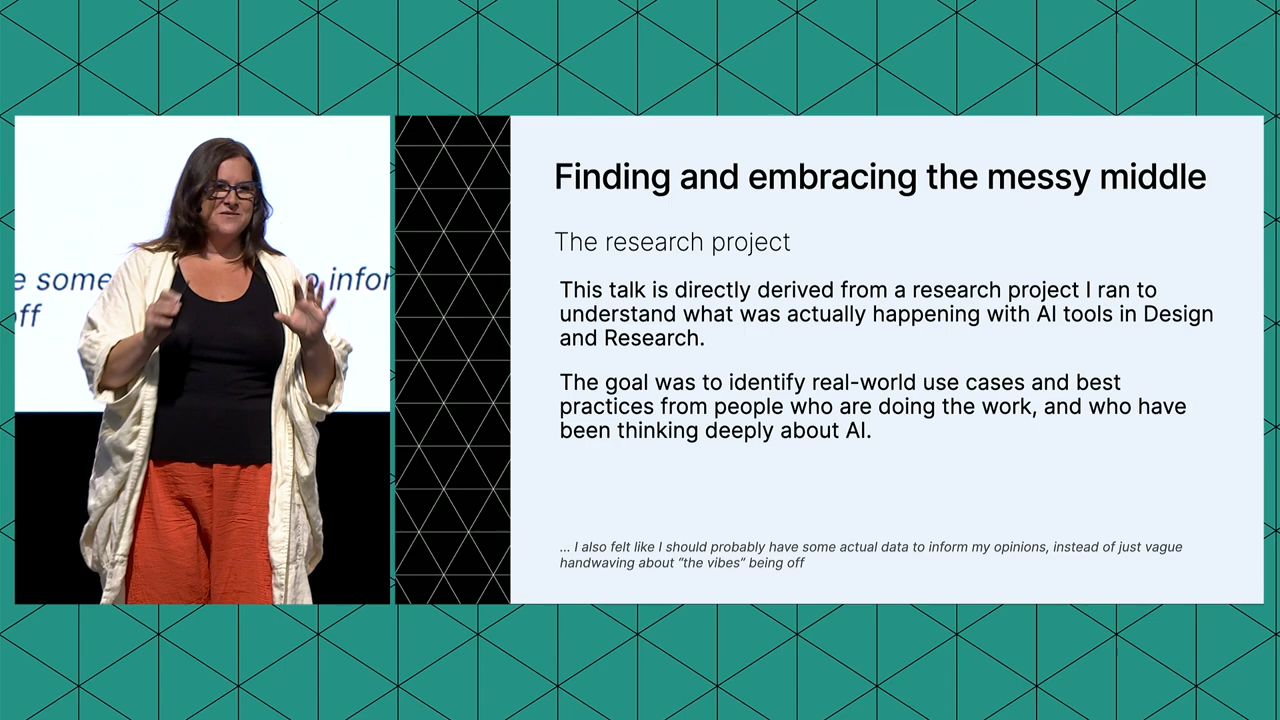 e some
o infor
ff
Finding and embracing the messy middle
The research project
This talk is directly derived from a research project I ran to
understand what was actually happening with AI tools in Design
and Research.
The goal was to identify real-world use cases and best
practices from people who are doing the work, and who have
been thinking deeply about AI.
... I also felt like I should probably have some actual data to inform my opinions, instead of just vague
handwaving about “the vibes” being off